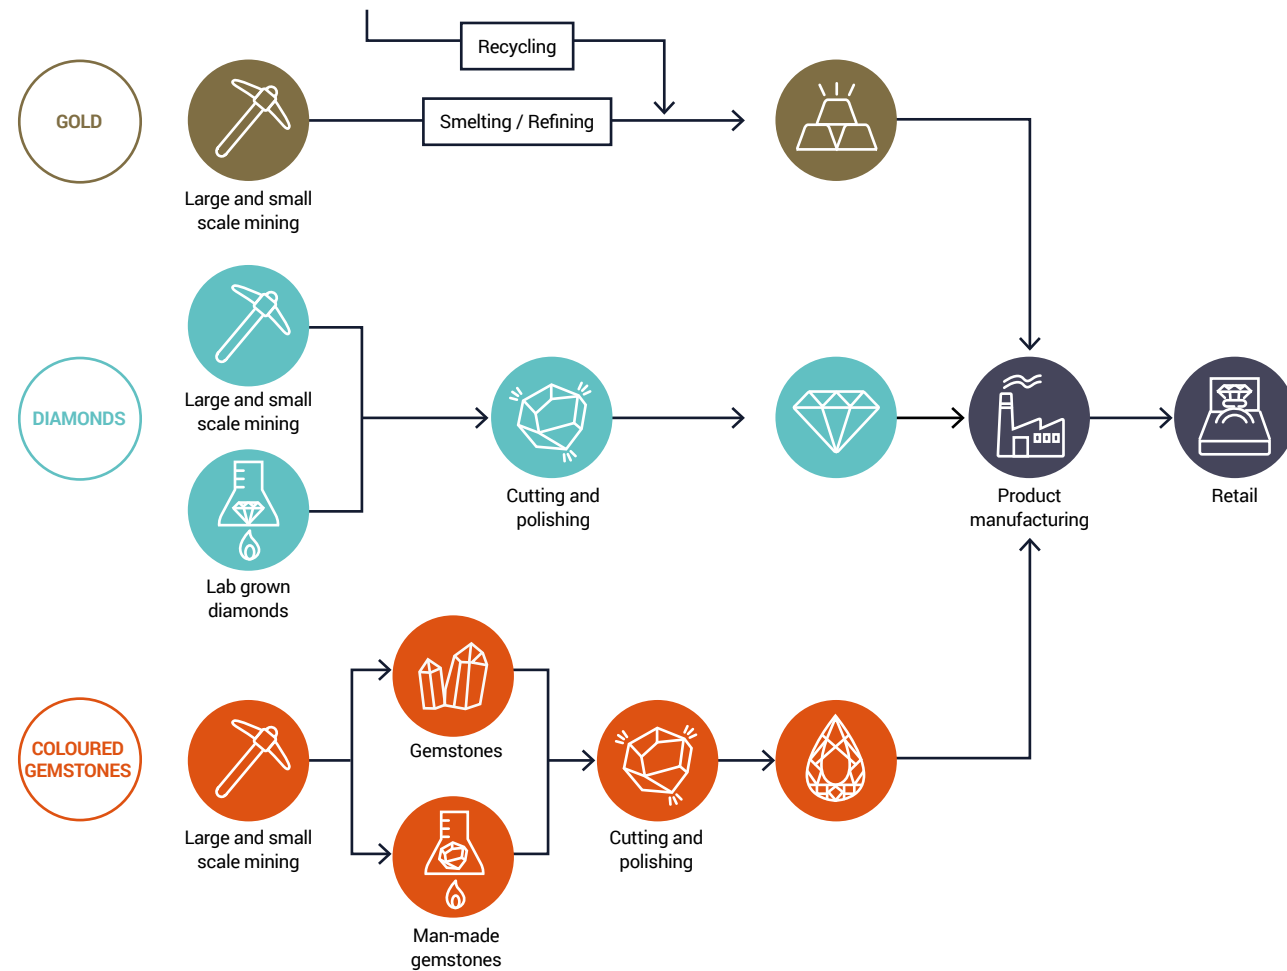 Recycling
GOLD
Smelting / Refining
Large and small
scale mining
DIAMONDS
Large and small
scale mining
Lab grown
diamonds
Cutting and
polishing
Product
manufacturing
Retail
COLOURED
GEMSTONES
Large and small
scale mining
Gemstones
Man-made
gemstones
Cutting and
polishing